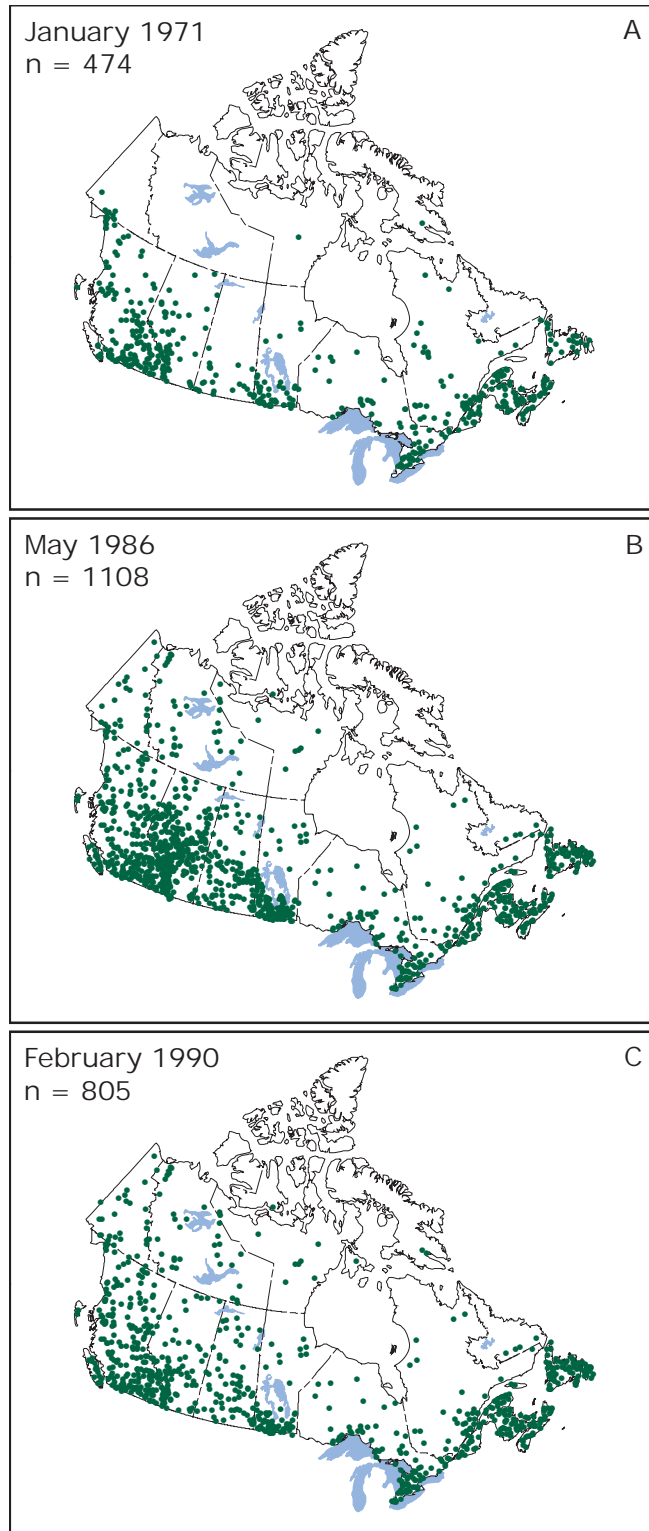 January 1971
A
n = 474
May 1986
B
n = 1108
February 1990
C
n = 805